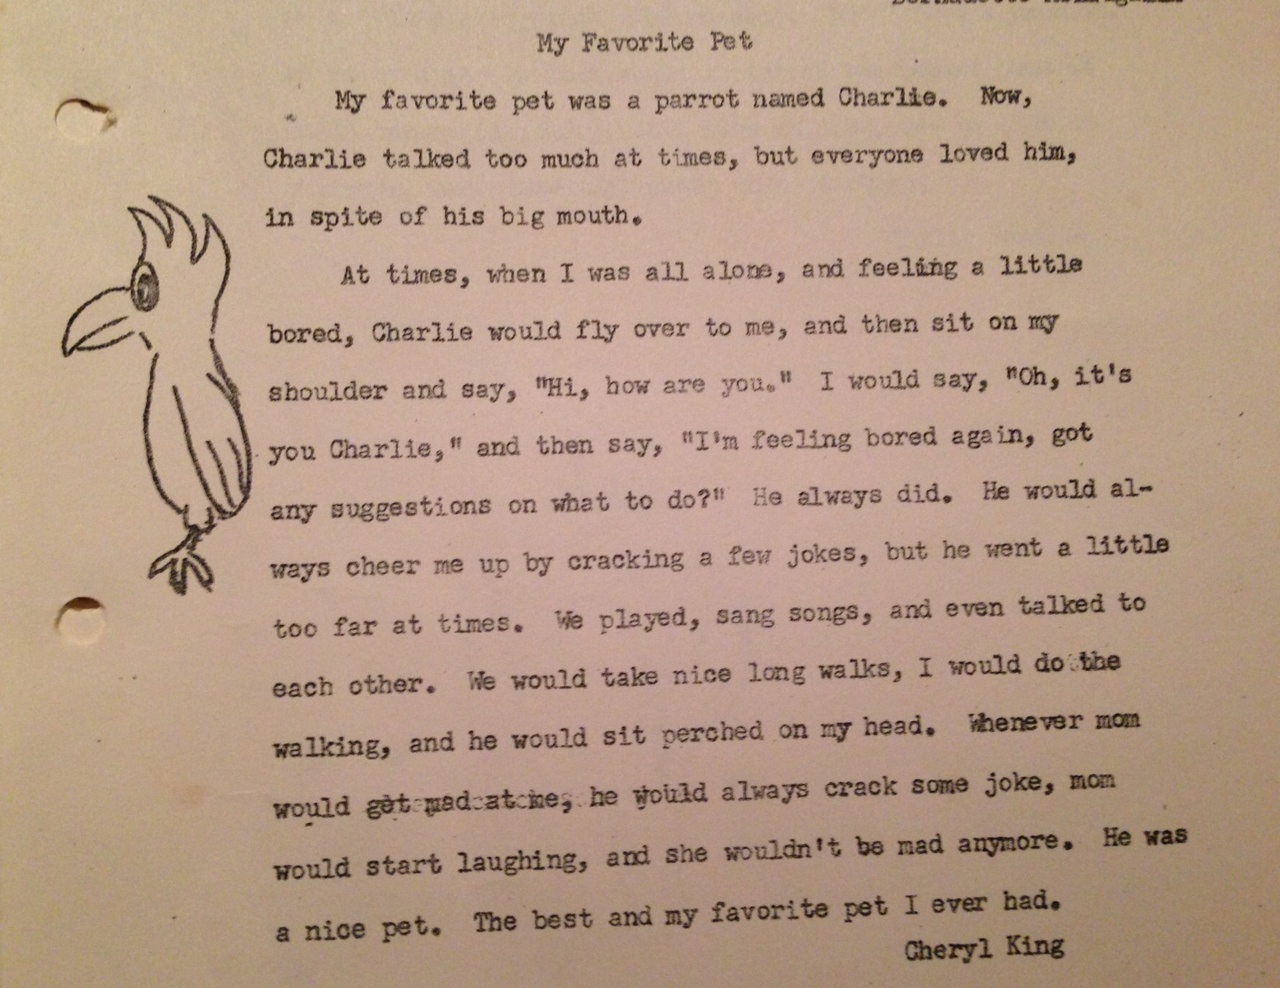 My Favorite Pet
My favorite pet was a parrot named Charlie. Now,
Charlie talked too much at times, but everyone loved him,
in spite of his big mouth.
At times, when I was all alone, and feeling a little
bored, Charlie would fly over to me, and then sit on my
shoulder and say, "Hi, how are you." I would say, "Oh, it's
you Charlie," and then say, "I'm feeling bored again, got
any suggestions on what to do?" He always did. He would al-
ways cheer me up by cracking a few jokes, but he went a little
too far at times. We played, sang songs, and even talked to
each other. We would take nice long walks, I would do the
walking, and he would sit perched on my head. Whenever mom
would get mad at me, he would always crack some joke, mom
would start laughing, and she wouldn't be mad anymore. He was
a nice pet. The best and my favorite pet I ever had.
Cheryl King